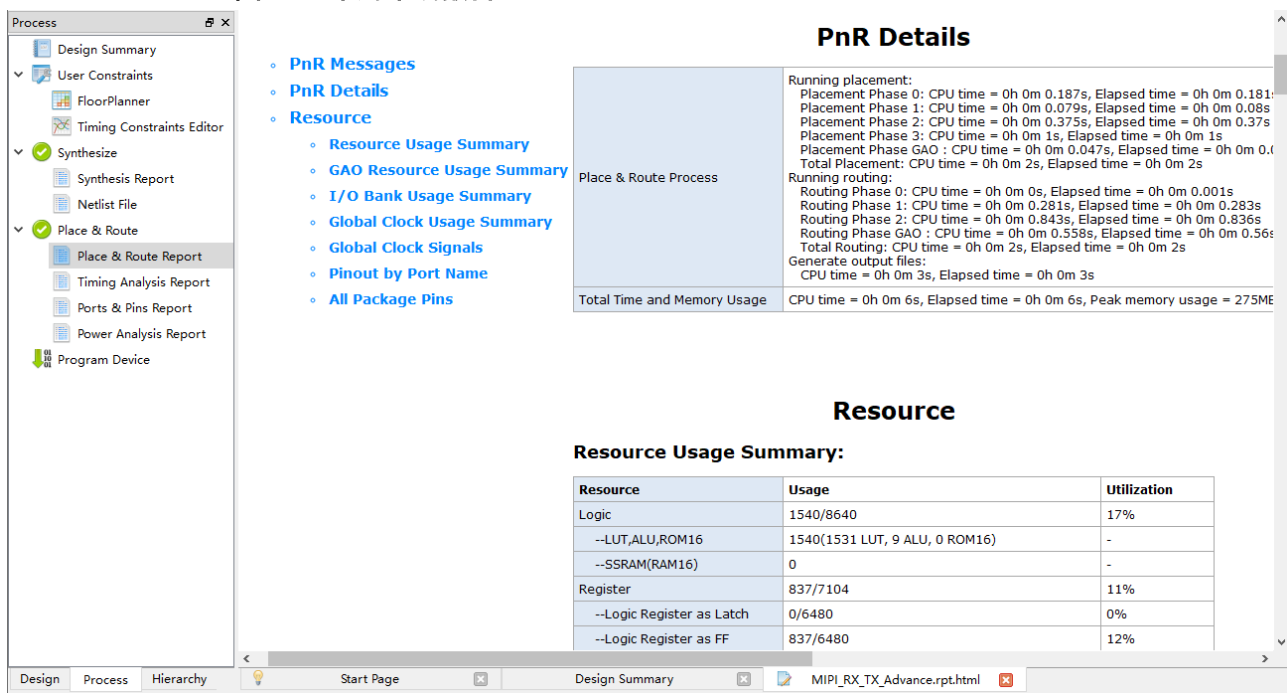 Process
Design Summary
User Constraints
FloorPlanner
Timing Constraints Editor
Synthesize
Synthesis Report
Netlist File
Place & Route
Place & Route Report
Timing Analysis Report
Ports & Pins Report
Power Analysis Report
Program Device
Design Process Hierarchy
PnR Messages
PnR Details
Resource
Resource Usage Summary
GAO Resource Usage Summary
I/O Bank Usage Summary
Global Clock Usage Summary
Global Clock Signals
Pinout by Port Name
All Package Pins
PnR Details
Place & Route Process
Running placement:
Placement Phase 0: CPU time = 0h 0m 0.187s, Elapsed time = 0h 0m 0.181
Placement Phase 1: CPU time = 0h 0m 0.079s, Elapsed time = 0h 0m 0.08s
Placement Phase 2: CPU time = 0h 0m 0.375s, Elapsed time = 0h 0m 0.37s
Placement Phase 3: CPU time = 0h 0m 1s, Elapsed time = 0h 0m 1s
Placement Phase GAO : CPU time = 0h 0m 0.047s, Elapsed time = 0h 0m 0.0
Total Placement: CPU time = 0h 0m 2s, Elapsed time = 0h 0m 2s
Running routing:
Routing Phase 0: CPU time = 0h 0m 0s, Elapsed time = 0h 0m 0.001s
Routing Phase 1: CPU time = 0h 0m 0.281s, Elapsed time = 0h 0m 0.283s
Routing Phase 2: CPU time = 0h 0m 0.843s, Elapsed time = 0h 0m 0.836s
Routing Phase GAO : CPU time = 0h 0m 0.558s, Elapsed time = 0h 0m 0.56s
Total Routing: CPU time = 0h 0m 2s, Elapsed time = 0h 0m 2s
Generate output files:
CPU time = 0h 0m 3s, Elapsed time = 0h 0m 3s
Total Time and Memory Usage CPU time = 0h 0m 6s, Elapsed time = 0h 0m 6s, Peak memory usage = 275ME
Resource
Resource Usage Summary:
Resource Usage Utilization
Logic 1540/8640 17%
--LUT,ALU,ROM16 1540(1531 LUT, 9 ALU, 0 ROM16) -
--SSRAM(RAM16) 0 -
Register 837/7104 11%
--Logic Register as Latch 0/6480 0%
--Logic Register as FF 837/6480 12%
Start Page Design Summary MIPI_RX_TX_Advance.rpt.html